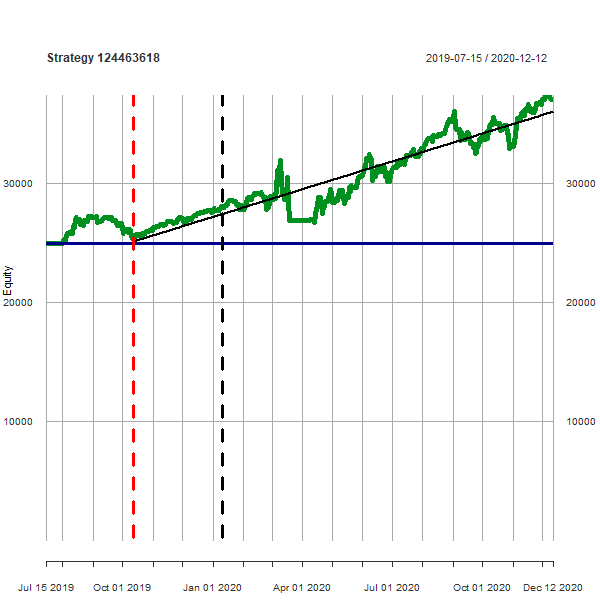 Strategy 124463618
2019-07-15 / 2020-12-12
Equity
30000
30000
20000
20000
10000
10000
Jul 15 2019
Oct 01 2019
Jan 01 2020
Apr 01 2020
Jul 01 2020
Oct 01 2020
Dec 12 2020